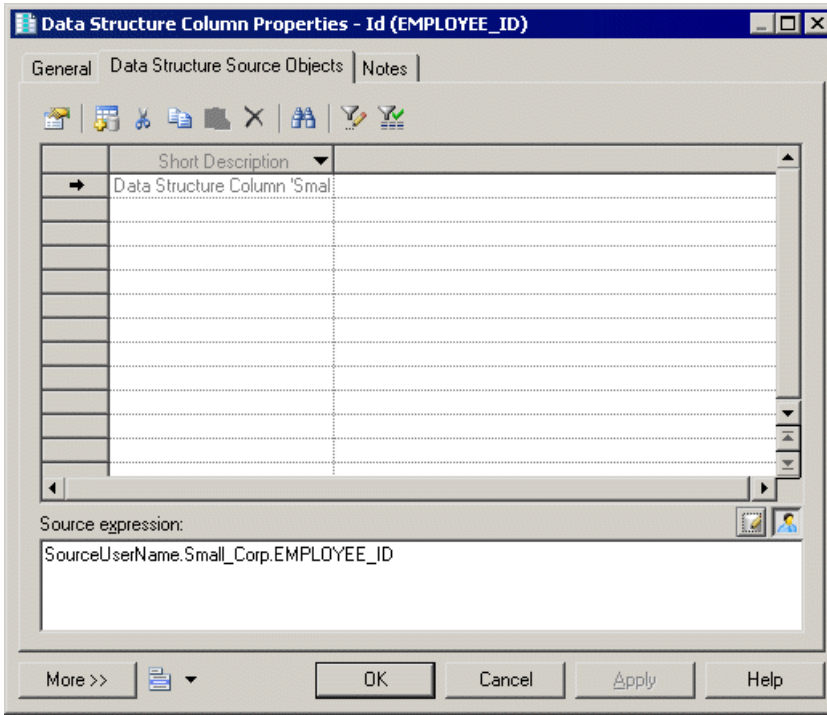 Data Structure Column Properties - Id (EMPLOYEE_ID)
General Data Structure Source Objects Notes
Short Description
Data Structure Column 'Smal
Source expression:
SourceUserName.Small_Corp.EMPLOYEE_ID
More >> OK Cancel Apply Help